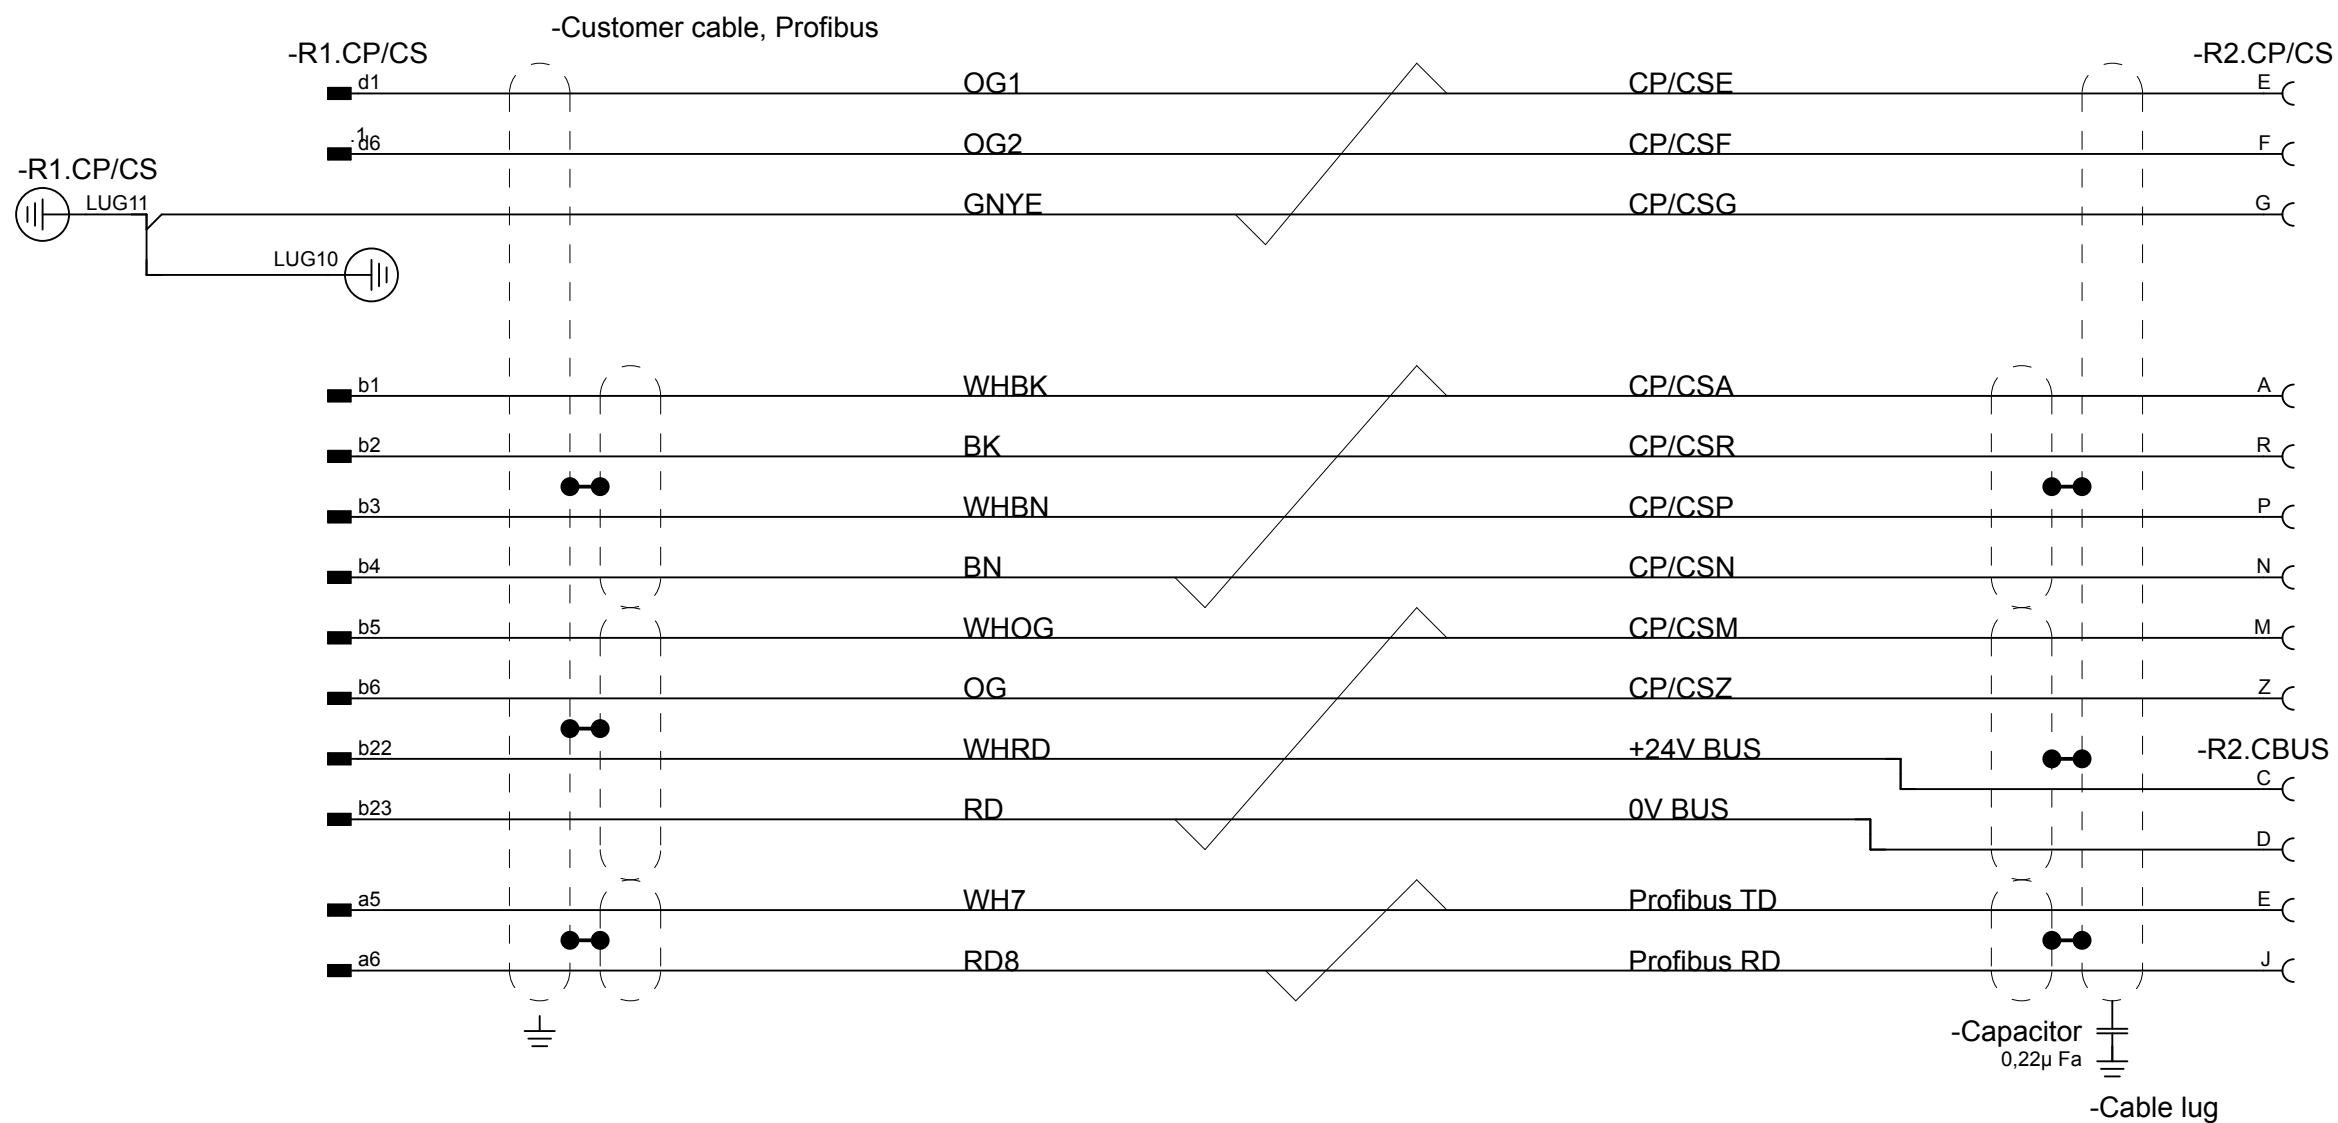 -Customer cable, Profibus
-R1.CP/CS
-R2.CP/CS
d1 OG1 CP/CSE E
.1
d6 OG2 CP/CSF F
-R1.CP/CS
LUG11 GNYE CP/CSG G
LUG10
b1 WHBK CP/CSA A
b2 BK CP/CSR R
b3 WHBN CP/CSP P
b4 BN CP/CSN N
b5 WHOG CP/CSM M
b6 OG CP/CSZ Z
b22 WHRD +24V BUS -R2.CBUS
C
b23 RD 0V BUS
D
a5 WH7 Profibus TD E
a6 RD8 Profibus RD J
-Capacitor
0,22µ Fa
-Cable lug